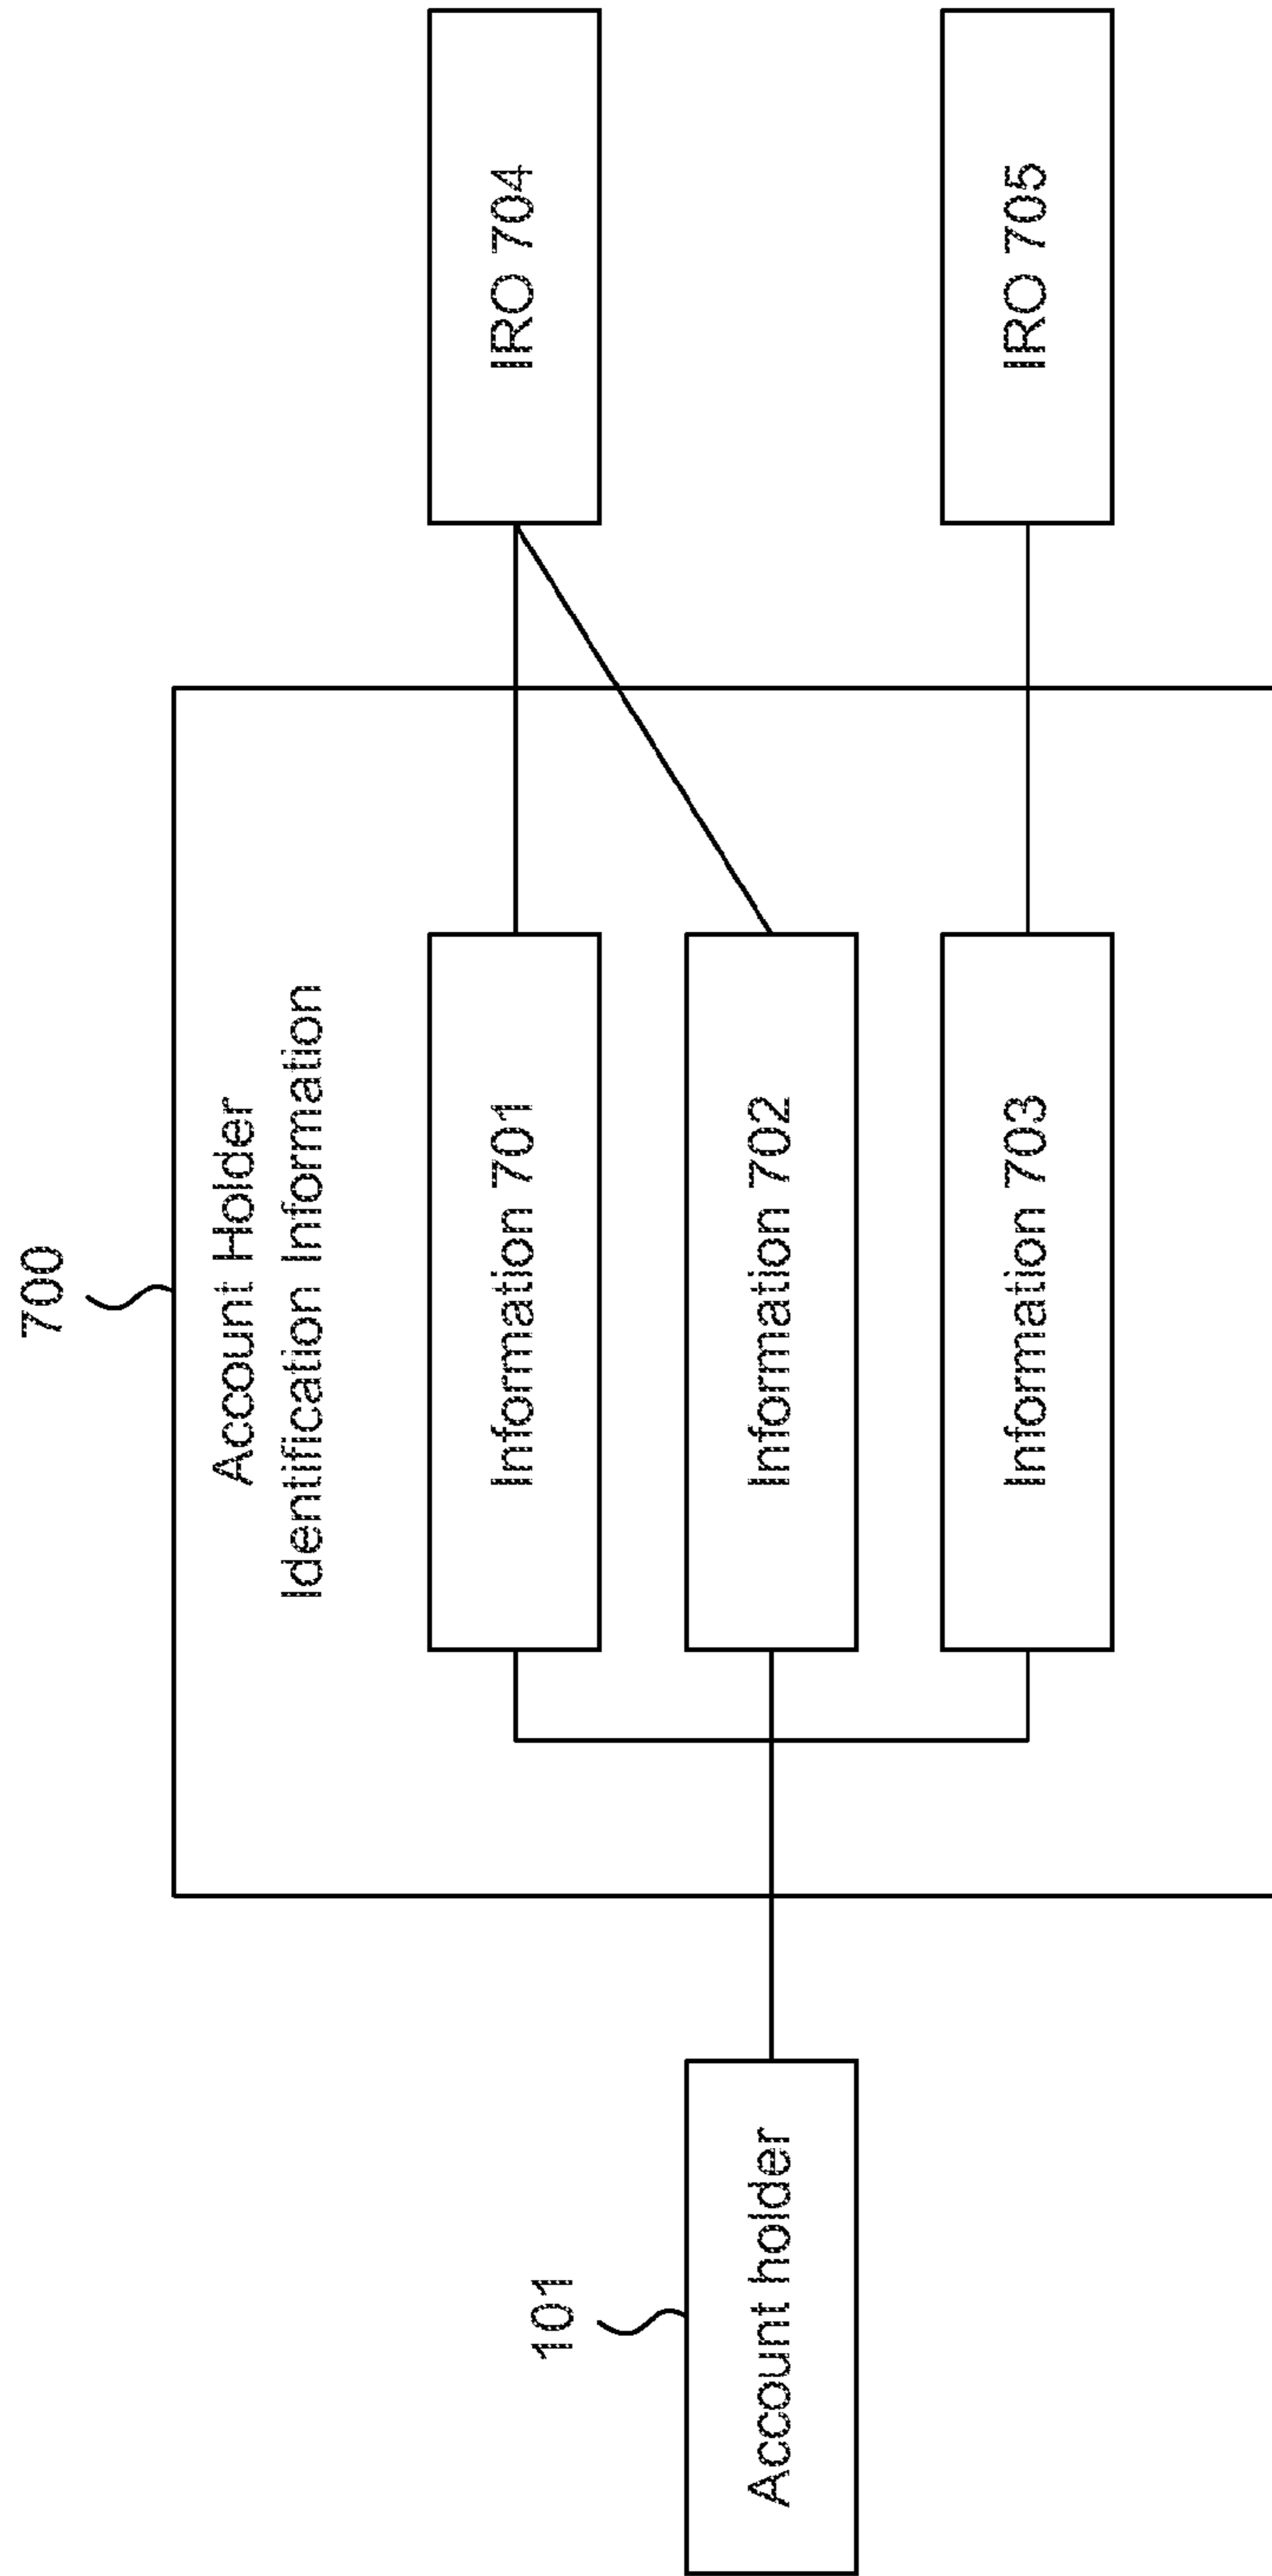 700
Account Holder
Identification Information
101
Account holder
Information 701
Information 702
Information 703
IRO 704
IRO 705